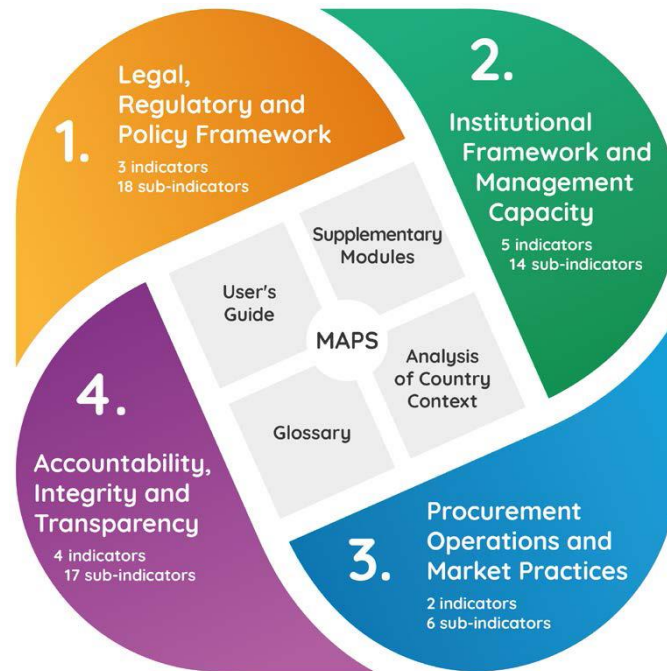 1.
Legal,
Regulatory and
Policy Framework
3 indicators
18 sub-indicators
2.
Institutional
Framework and
Management
Capacity
5 indicators
14 sub-indicators
Supplementary
Modules
User's
Guide
MAPS
Analysis
of Country
Context
Glossary
4.
Accountability,
Integrity and
Transparency
4 indicators
17 sub-indicators
3.
Procurement
Operations and
Market Practices
2 indicators
6 sub-indicators